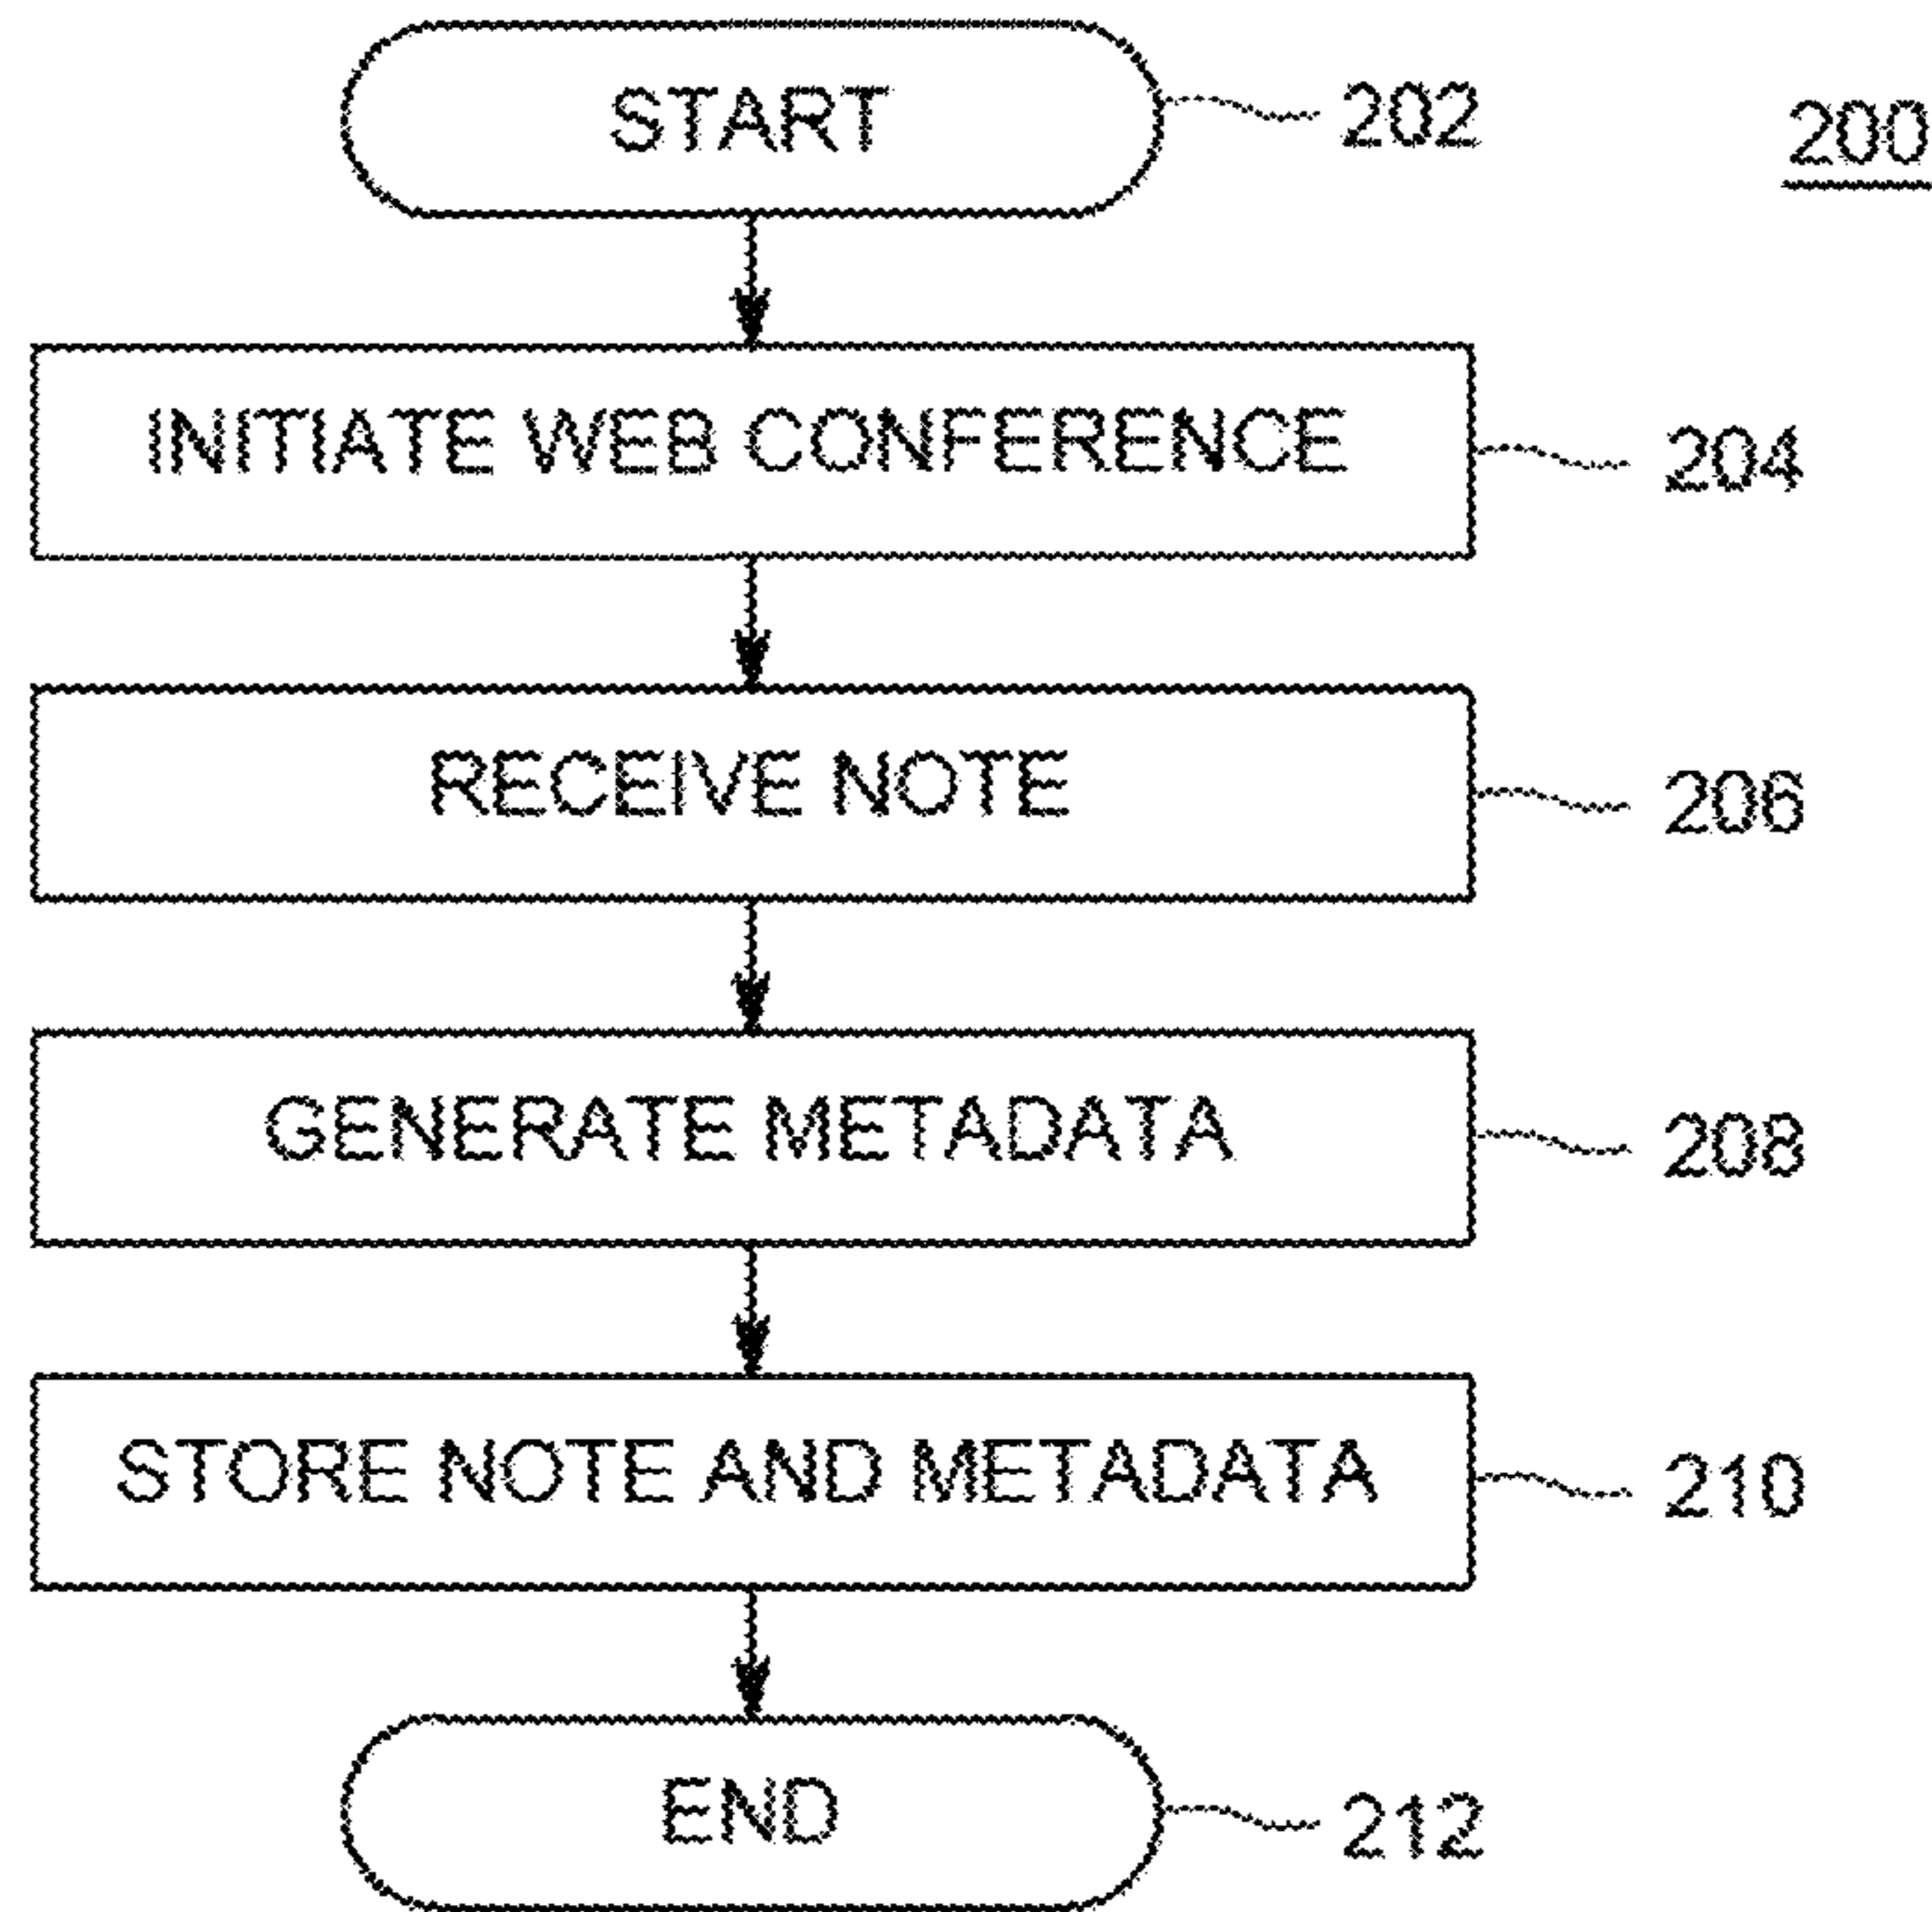 START
202
200
INITIATE WEB CONFERENCE
204
RECEIVE NOTE
206
GENERATE METADATA
208
STORE NOTE AND METADATA
210
END
212